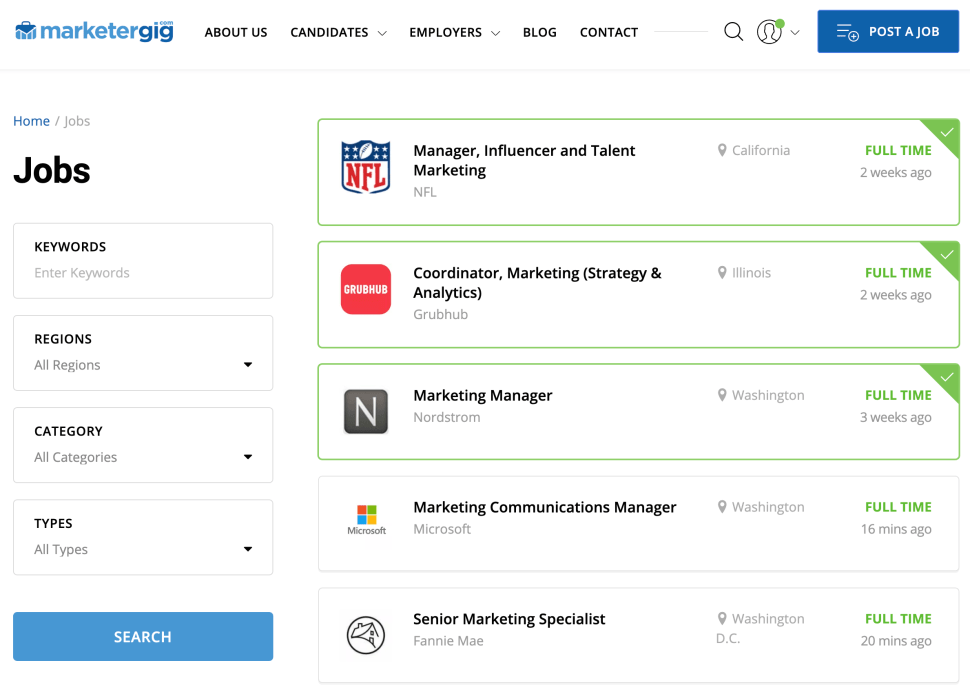 marketergig.com
ABOUT US
CANDIDATES
EMPLOYERS
BLOG
CONTACT
POST A JOB
Home / Jobs
Jobs
KEYWORDS
Enter Keywords
REGIONS
All Regions
CATEGORY
All Categories
TYPES
All Types
SEARCH
NFL
Manager, Influencer and Talent
Marketing
NFL
California
FULL TIME
2 weeks ago
GRUBHUB
Coordinator, Marketing (Strategy &
Analytics)
Grubhub
Illinois
FULL TIME
2 weeks ago
N
Marketing Manager
Nordstrom
Washington
FULL TIME
3 weeks ago
Microsoft
Marketing Communications Manager
Microsoft
Washington
FULL TIME
16 mins ago
Senior Marketing Specialist
Fannie Mae
Washington
D.C.
FULL TIME
20 mins ago